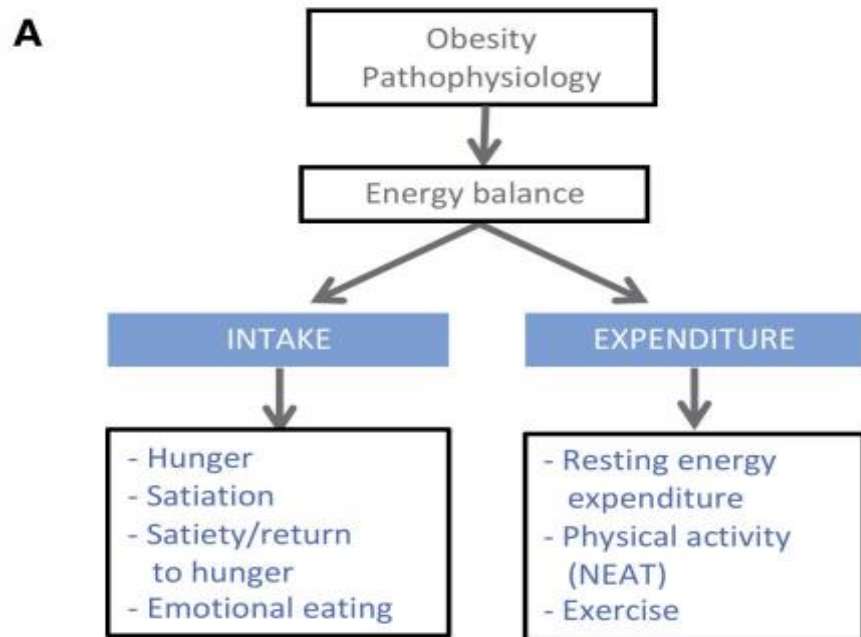 A
Obesity
Pathophysiology
Energy balance
INTAKE
EXPENDITURE
- Hunger
- Satiation
- Satiety/return
to hunger
- Emotional eating
- Resting energy
expenditure
- Physical activity
(NEAT)
- Exercise